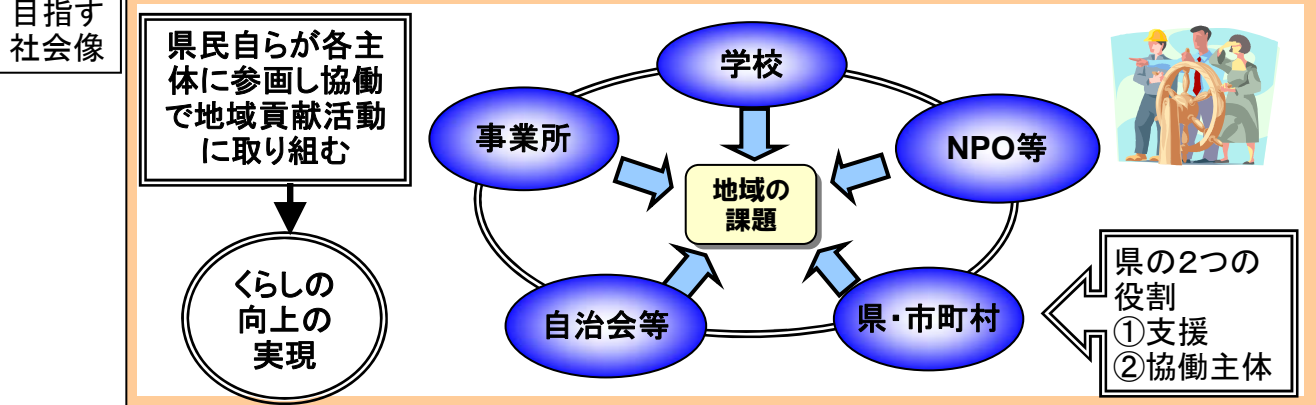 目指す
社会像
県民自らが各主
体に参画し協働
で地域貢献活動
に取り組む
くらしの
向上の
実現
学校
事業所
NPO等
地域の
課題
自治会等
県・市町村
県の2つの
役割
①支援
②協働主体